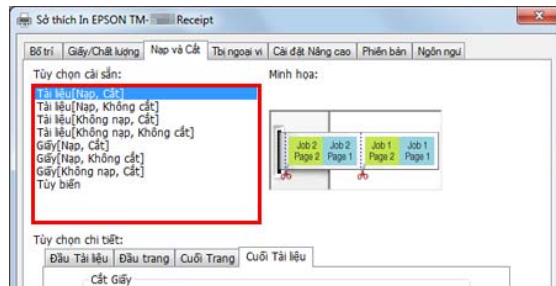 Sở thích In EPSON TM- Receipt
Bố trí Giấy/Chất lượng Nạp và Cắt Tbị ngoại vi Cài đặt Nâng cao Phiên bản Ngôn ngư
Tùy chọn cài sẵn:
Minh họa:
Tài liệu[Nạp, Cắt]
Tài liệu[Nạp, Không cắt]
Tài liệu[Không nạp, Cắt]
Tài liệu[Không nạp, Không cắt]
Giấy[Nạp, Cắt]
Giấy[Nạp, Không cắt]
Giấy[Không nạp, Cắt]
Tùy biến
Job 2 Job 2 Job 1 Job 1
Page 2 Page 1 Page 2 Page 1
Tùy chọn chi tiết:
Đầu Tài liệu Đầu trang Cuối Trang Cuối Tài liệu
Cắt Giấy